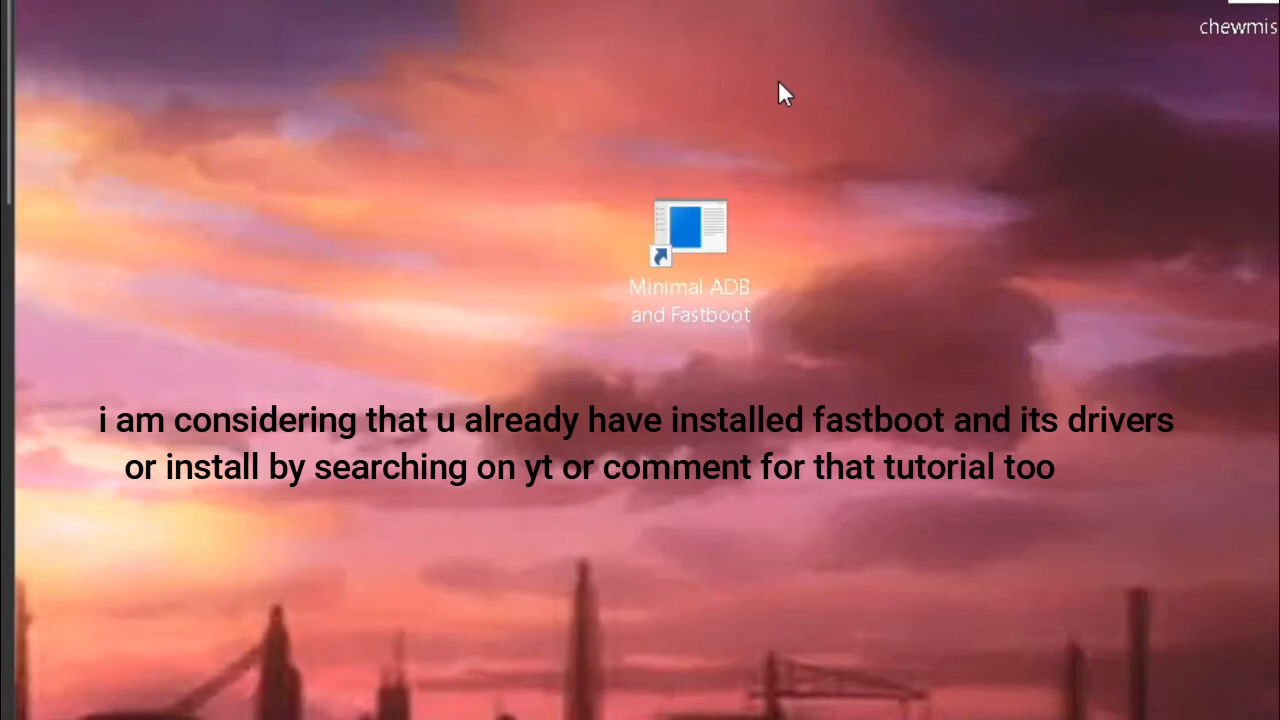 chewmis
Minimal ADB
and Fastboot
i am considering that u already have installed fastboot and its drivers
or install by searching on yt or comment for that tutorial too